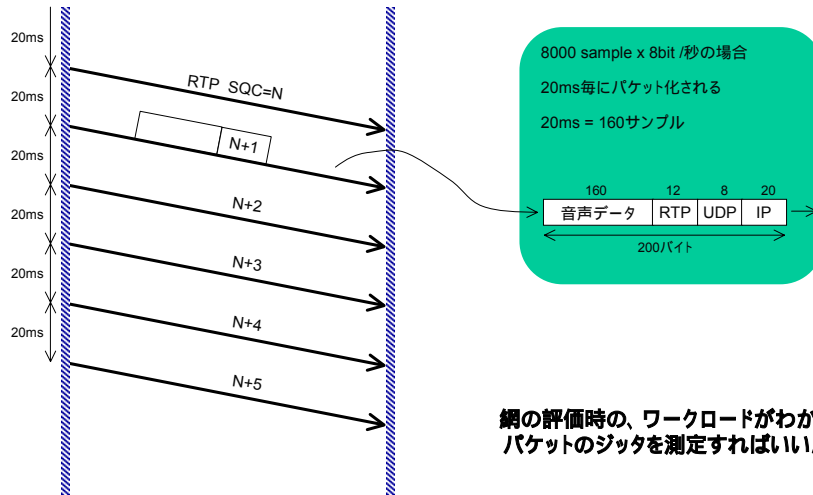 20ms
20ms
20ms
20ms
20ms
20ms
RTP SQC=N
N+1
N+2
N+3
N+4
N+5
8000 sample x 8bit /秒の場合
20ms毎にパケット化される
20ms = 160サンプル
160 12 8 20
音声データ RTP UDP IP
200バイト
網の評価時の、ワークロードがわか
パケットのジッタを測定すればいい